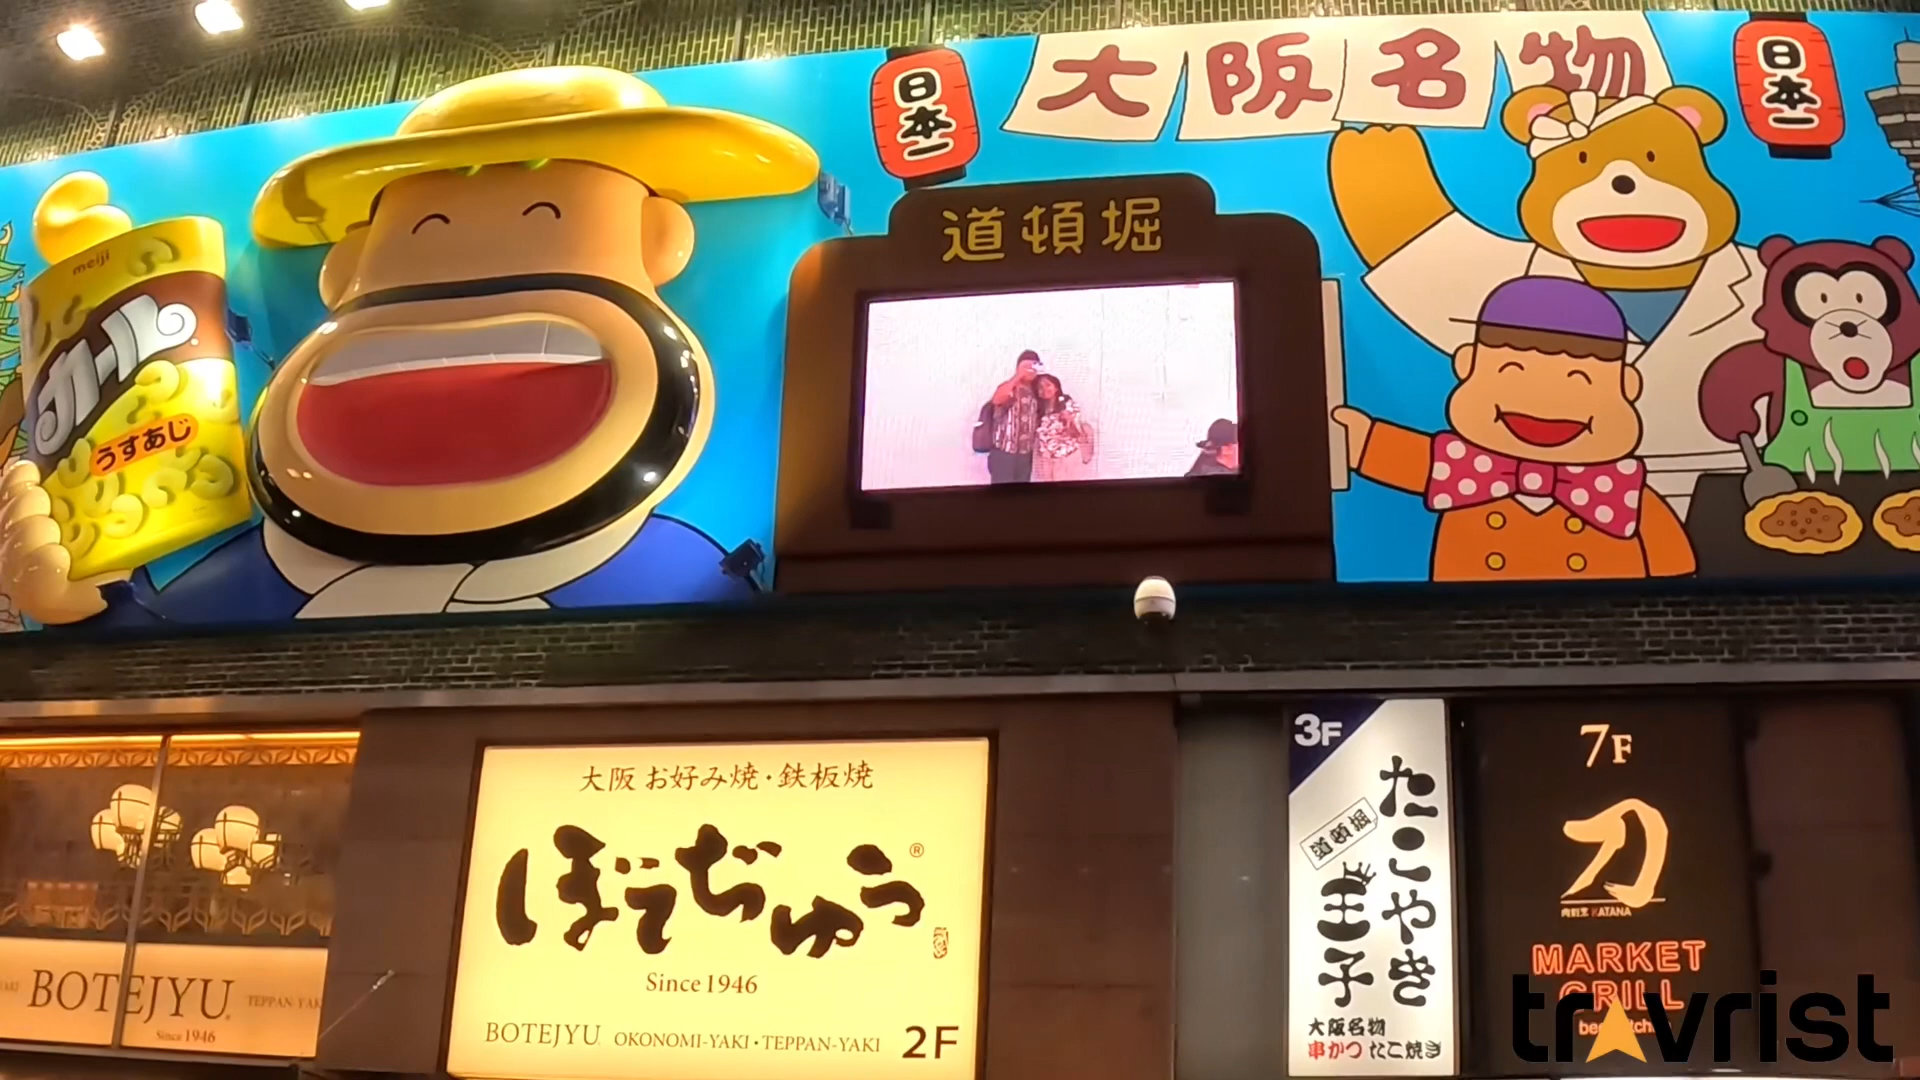 大阪名物
日本一
日本一
道頓堀
meiji
カール
うすあじ
大阪 お好み焼・鉄板焼
ぼてぢゅう®
Since 1946
BOTEJYU OKONOMI-YAKI・TEPPAN-YAKI 2F
BOTEJYU
TEPPAN-YAK
Since 1946
3F
道頓堀
たこやき
王子
大阪名物
串かつ たこ焼き
7F
刀
KATANA
MARKET
GRILL
travrist